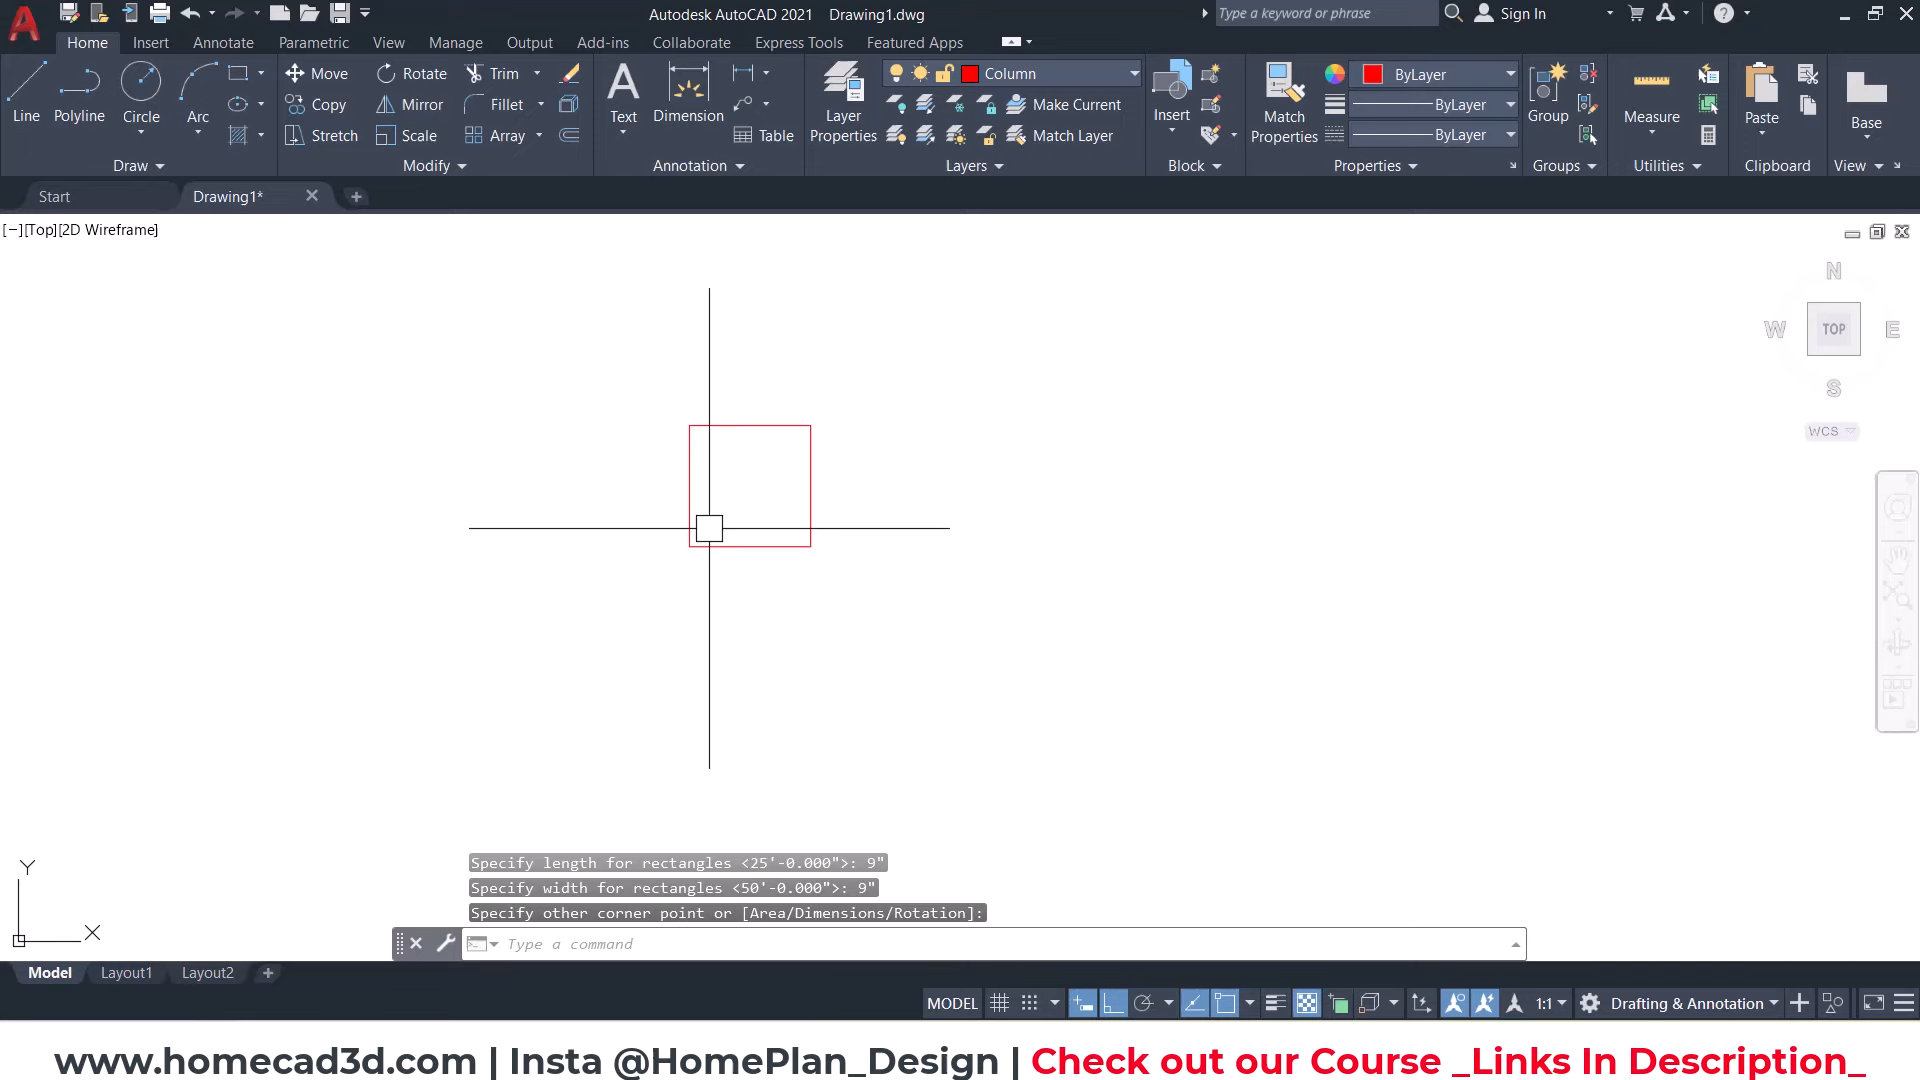 Autodesk AutoCAD 2021 Drawing1.dwg
Type a keyword or phrase
Sign In
Home Insert Annotate Parametric View Manage Output Add-ins Collaborate Express Tools Featured Apps
Line Polyline Circle Arc
Move Rotate Trim
Copy Mirror Fillet
Stretch Scale Array
Text Dimension Table
Layer Properties
Column
Make Current
Match Layer
Insert
Match Properties
ByLayer
ByLayer
ByLayer
Group
Measure
Paste
Base
Draw Modify Annotation Layers Block Properties Groups Utilities Clipboard View
Start Drawing1*
[−][Top][2D Wireframe]
N
W TOP E
S
WCS
Specify length for rectangles <25'-0.000">: 9"
Specify width for rectangles <50'-0.000">: 9"
Specify other corner point or [Area/Dimensions/Rotation]:
Type a command
Y
X
Model Layout1 Layout2
MODEL 1:1 Drafting & Annotation
www.homecad3d.com | Insta @HomePlan_Design | Check out our Course _Links In Description_